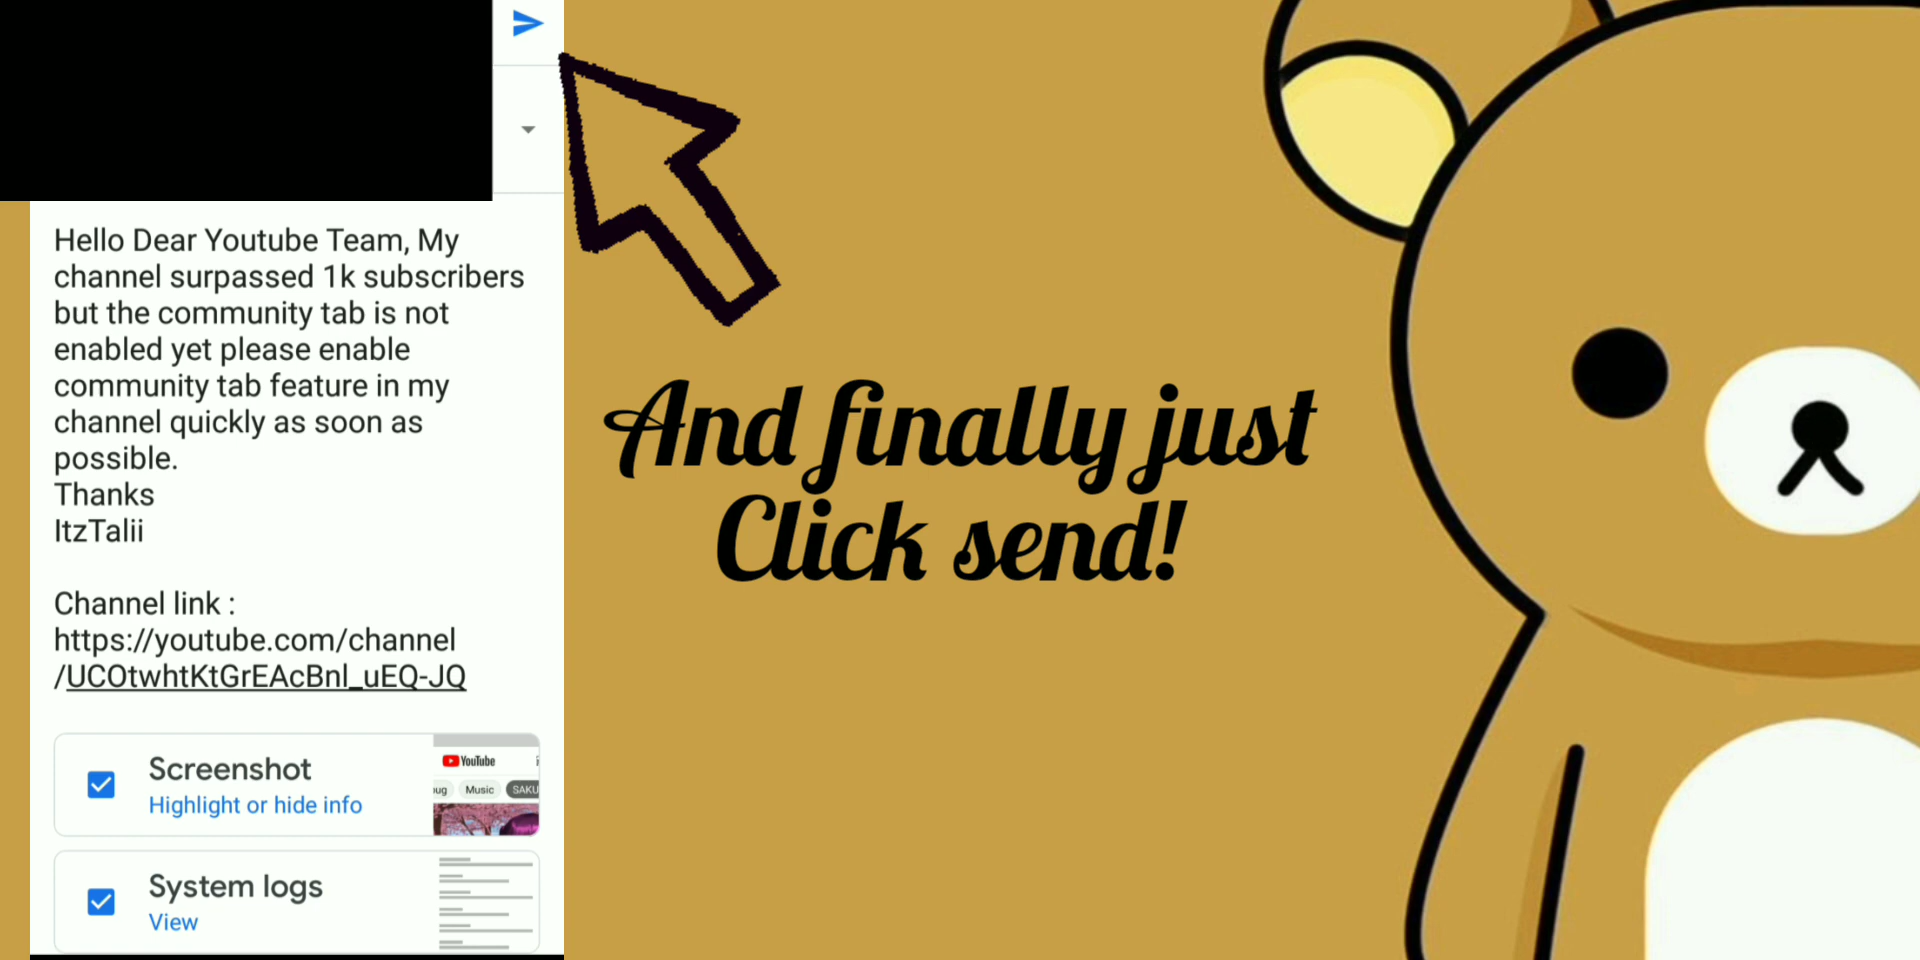 Hello Dear Youtube Team, My
channel surpassed 1k subscribers
but the community tab is not
enabled yet please enable
community tab feature in my
channel quickly as soon as
possible.
Thanks
ItzTalii
Channel link :
https://youtube.com/channel
/UCOtwhtKtGrEAcBnl_uEQ-JQ
Screenshot
Highlight or hide info
YouTube
ug Music SAKU
System logs
View
And finally just
Click send!